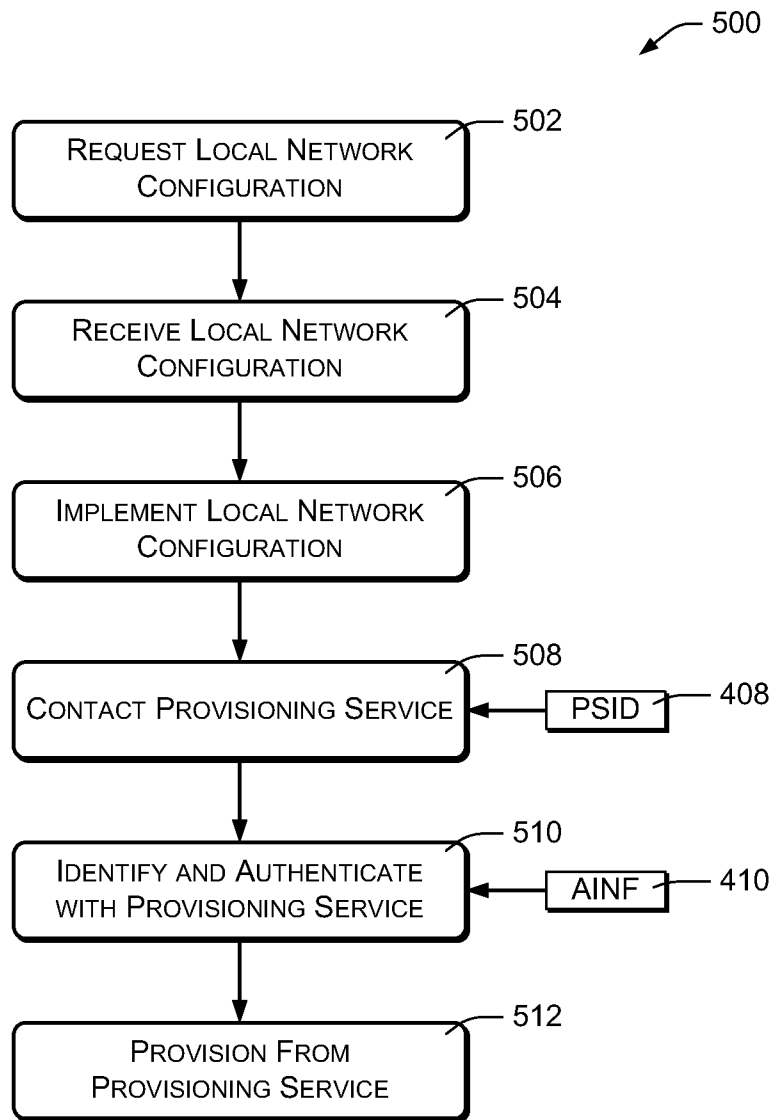 500
502
REQUEST LOCAL NETWORK
CONFIGURATION
504
RECEIVE LOCAL NETWORK
CONFIGURATION
506
IMPLEMENT LOCAL NETWORK
CONFIGURATION
508
CONTACT PROVISIONING SERVICE
PSID
408
510
IDENTIFY AND AUTHENTICATE
WITH PROVISIONING SERVICE
AINF
410
512
PROVISION FROM
PROVISIONING SERVICE